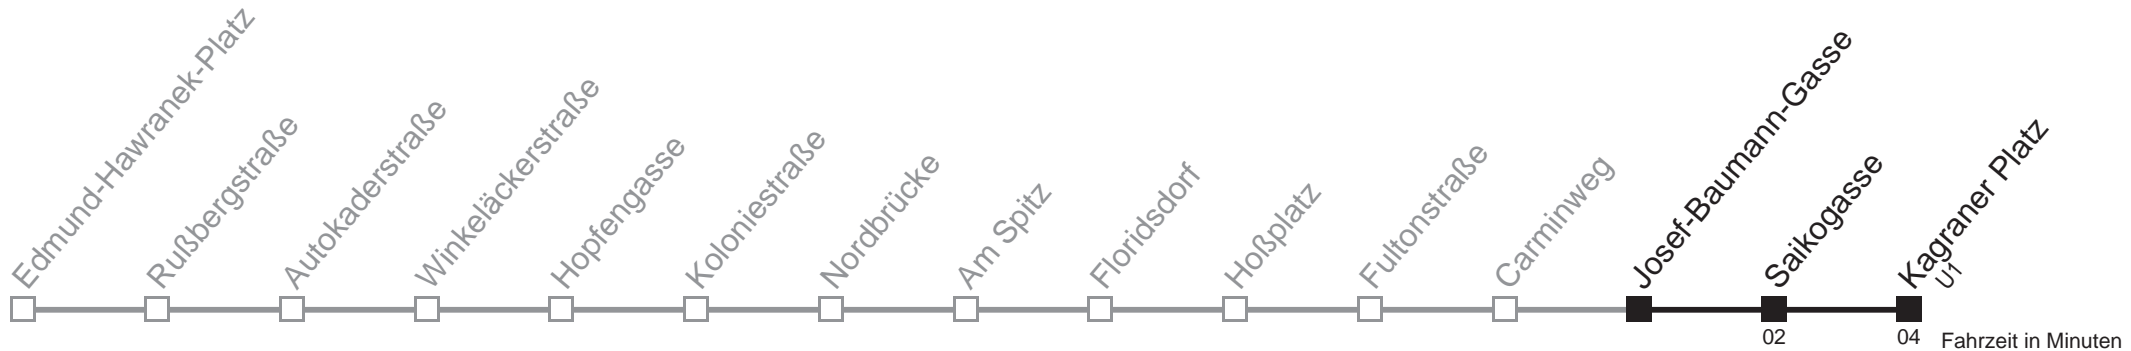 Edmund-Hawranek-Platz
Rußbergstraße
Autokaderstraße
Winkeläckerstraße
Hopfengasse
Koloniestraße
Nordbrücke
Am Spitz
Floridsdorf
Hoßplatz
Fultonstraße
Carminweg
Josef-Baumann-Gasse
Saikogasse
Kagraner Platz
U1
02
04
Fahrzeit in Minuten